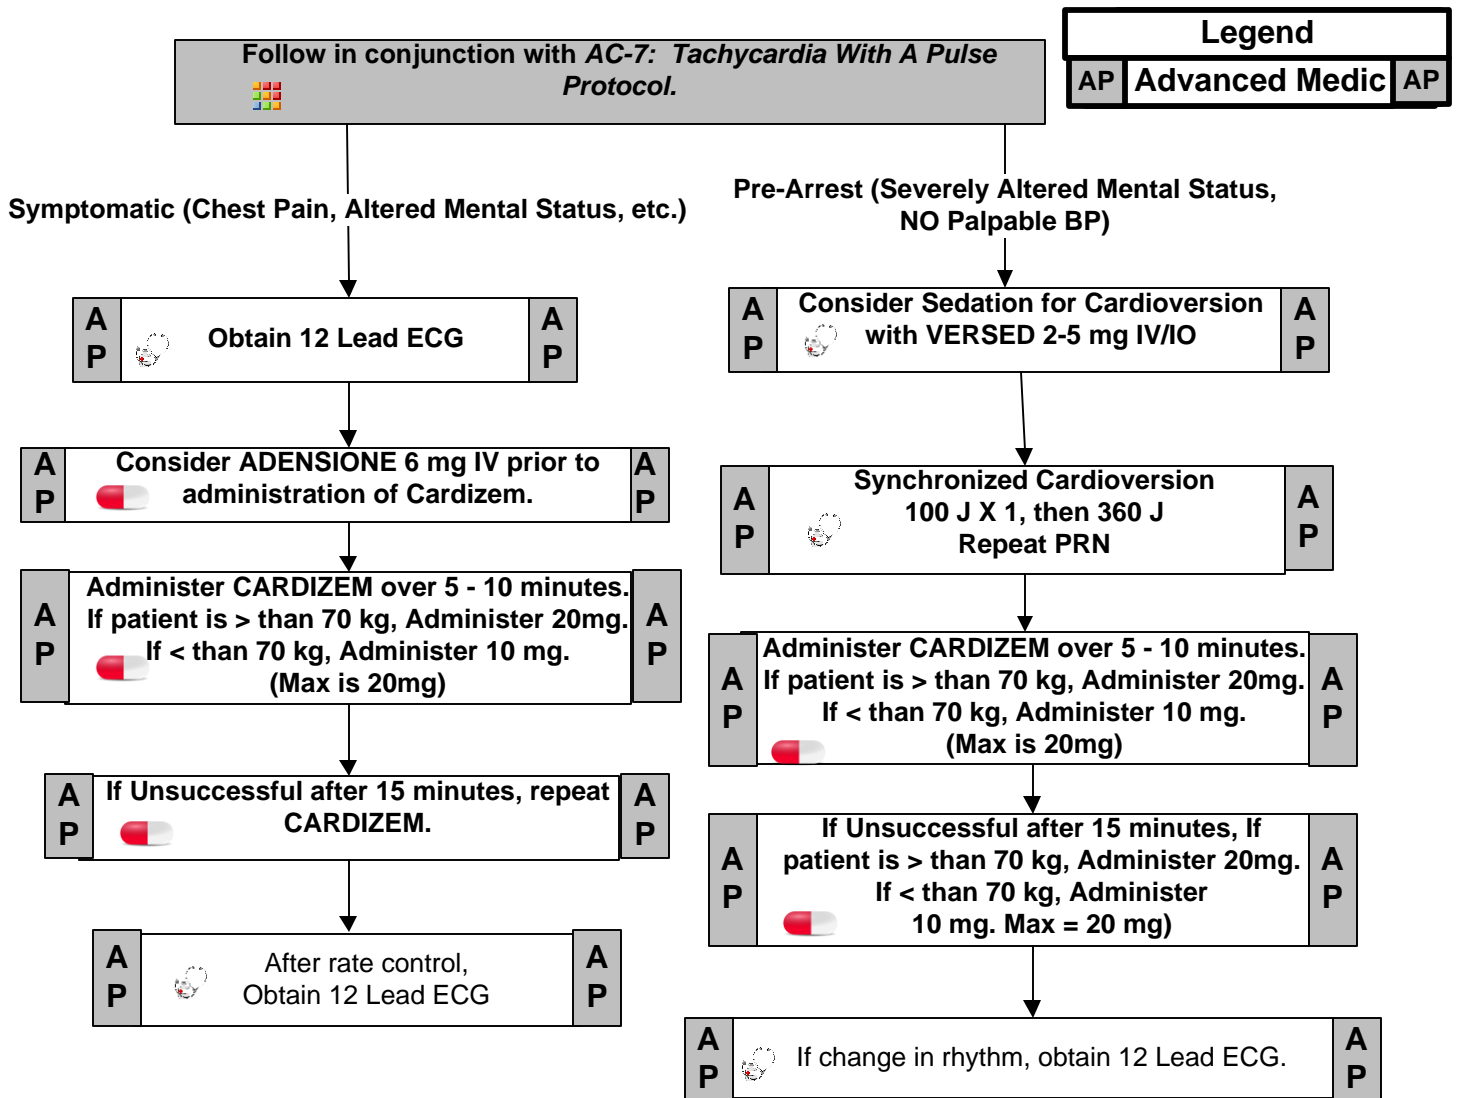 Follow in conjunction with AC-7: Tachycardia With A Pulse
Protocol.
Legend
AP Advanced Medic AP
Symptomatic (Chest Pain, Altered Mental Status, etc.)
A
P
Obtain 12 Lead ECG
A
P
A
P
Consider ADENSIONE 6 mg IV prior to
administration of Cardizem.
A
P
A
P
Administer CARDIZEM over 5 - 10 minutes.
If patient is > than 70 kg, Administer 20mg.
If < than 70 kg, Administer 10 mg.
(Max is 20mg)
A
P
A
P
If Unsuccessful after 15 minutes, repeat
CARDIZEM.
A
P
A
P
After rate control,
Obtain 12 Lead ECG
A
P
Pre-Arrest (Severely Altered Mental Status,
NO Palpable BP)
A
P
Consider Sedation for Cardioversion
with VERSED 2-5 mg IV/IO
A
P
A
P
Synchronized Cardioversion
100 J X 1, then 360 J
Repeat PRN
A
P
A
P
Administer CARDIZEM over 5 - 10 minutes.
If patient is > than 70 kg, Administer 20mg.
If < than 70 kg, Administer 10 mg.
(Max is 20mg)
A
P
A
P
If Unsuccessful after 15 minutes, If
patient is > than 70 kg, Administer 20mg.
If < than 70 kg, Administer
10 mg. Max = 20 mg)
A
P
A
P
If change in rhythm, obtain 12 Lead ECG.
A
P